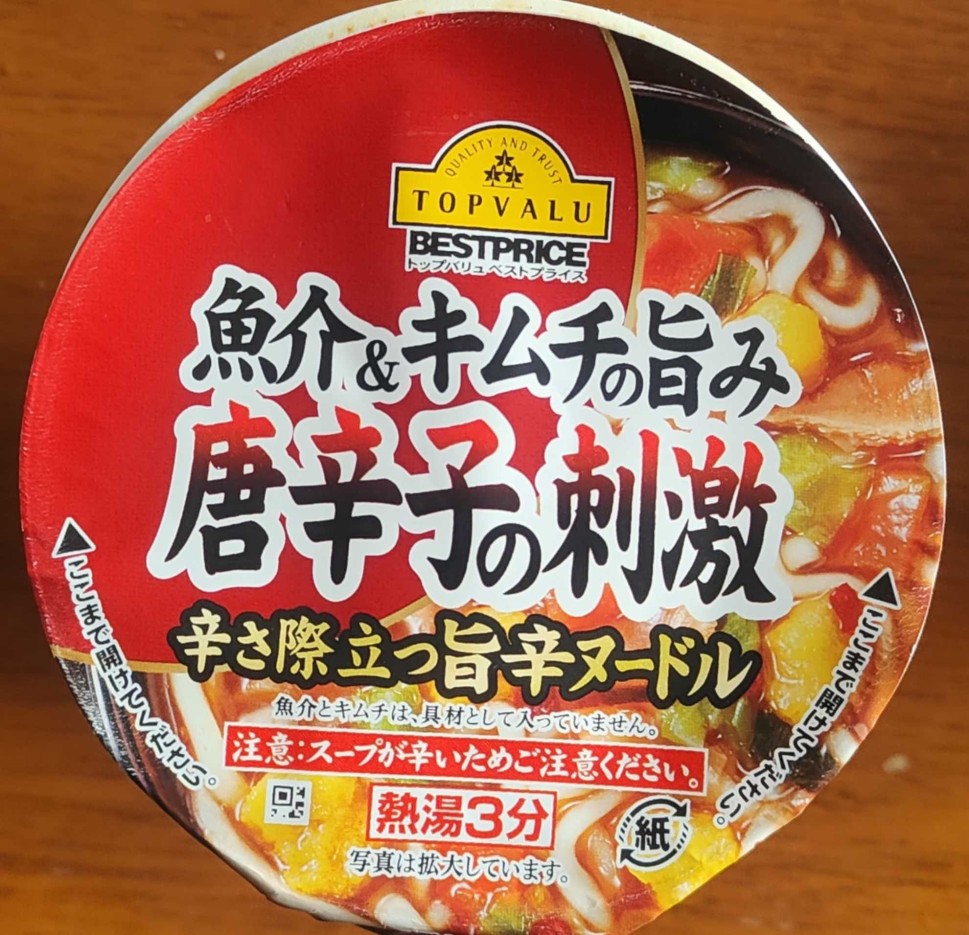 QUALITY AND TRUST
TOPVALU
BESTPRICE
トップバリュベストプライス
魚介&キムチの旨み
唐辛子の刺激
辛さ際立つ旨辛ヌードル
魚介とキムチは、具材として入っていません。
注意:スープが辛いためご注意ください。
熱湯3分
写真は拡大しています。
紙
ここまで開けてください。
ここまで開けてください。